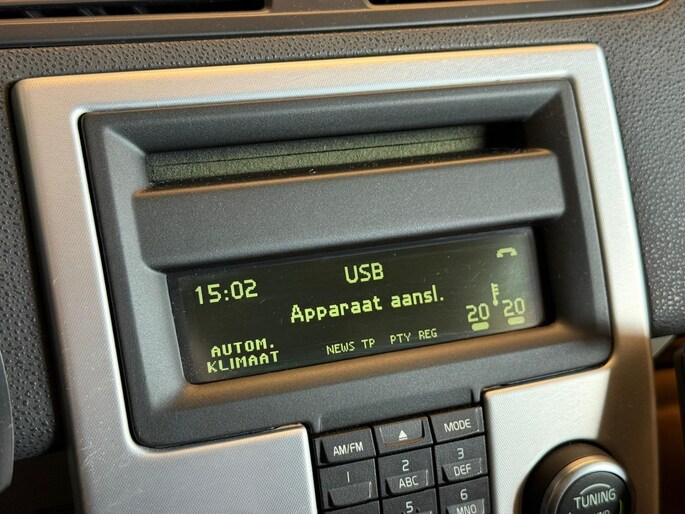 USB
15:02
Apparaat aansl.
20 20
AUTOM.
KLIMAAT
NEWS TP PTY REG
AM/FM
MODE
1
2
ABC
3
DEF
5
6
MNO
TUNING